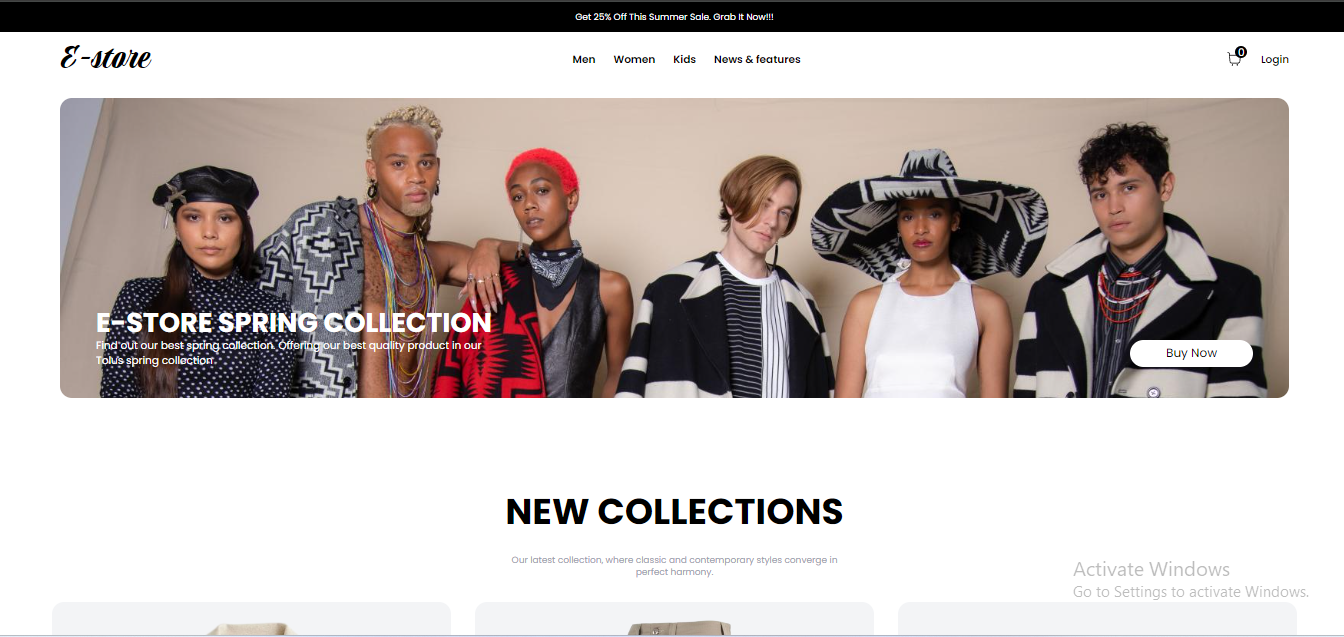 Get 25% Off This Summer Sale. Grab It Now!!!
E-store
Men Women Kids News & features
0 Login
E-STORE SPRING COLLECTION
Find out our best spring collection. Offering our best quality product in our
Tolus spring collection.
Buy Now
NEW COLLECTIONS
Our latest collection, where classic and contemporary styles converge in
perfect harmony.
Activate Windows
Go to Settings to activate Windows.